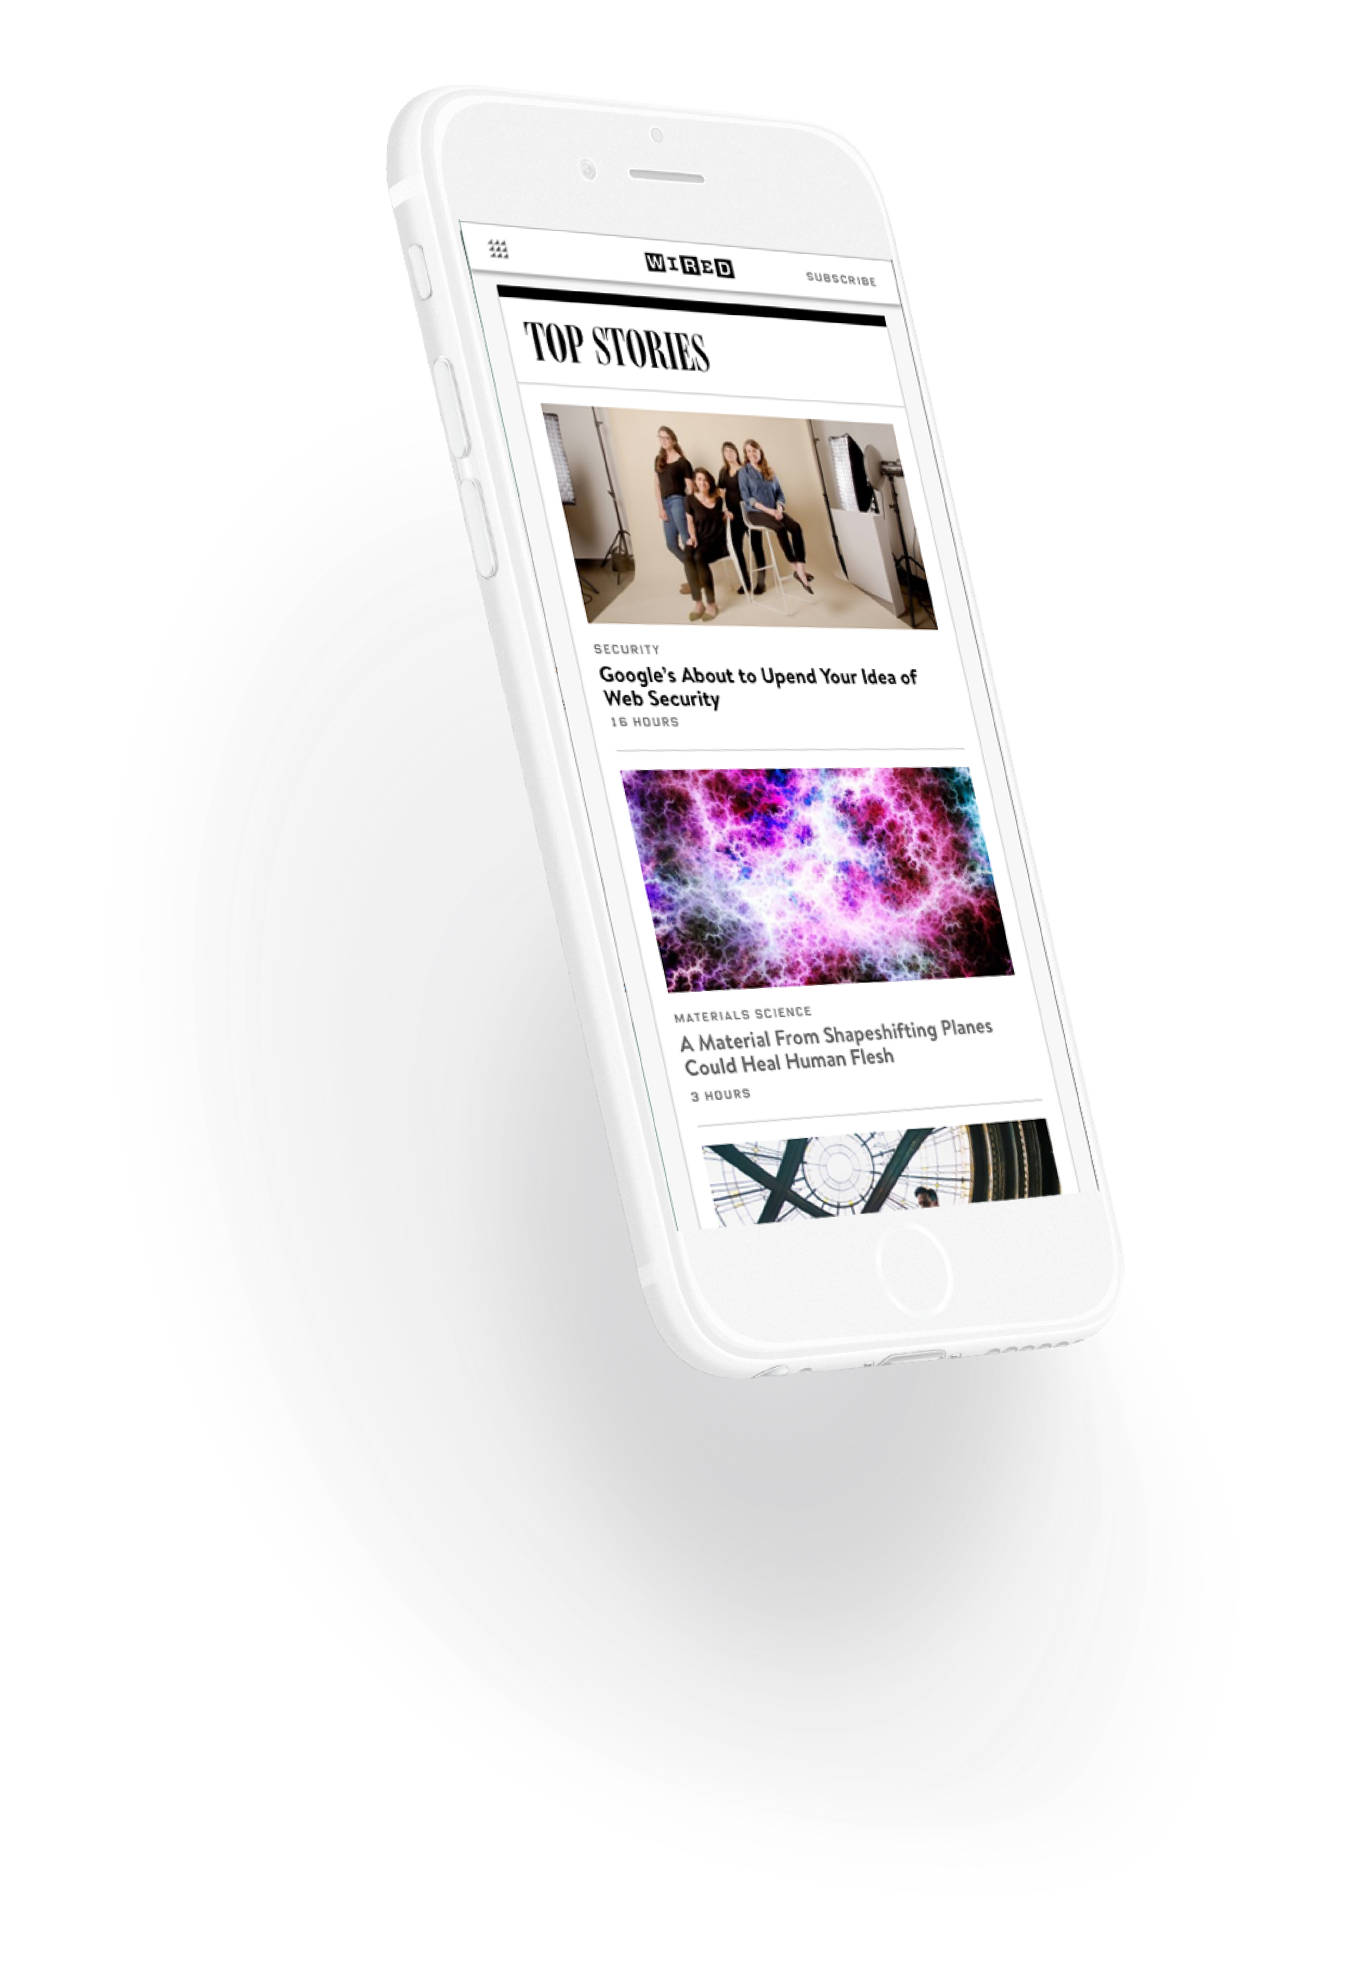 WIRED
SUBSCRIBE
TOP STORIES
SECURITY
Google's About to Upend Your Idea of
Web Security
16 HOURS
MATERIALS SCIENCE
A Material From Shapeshifting Planes
Could Heal Human Flesh
3 HOURS